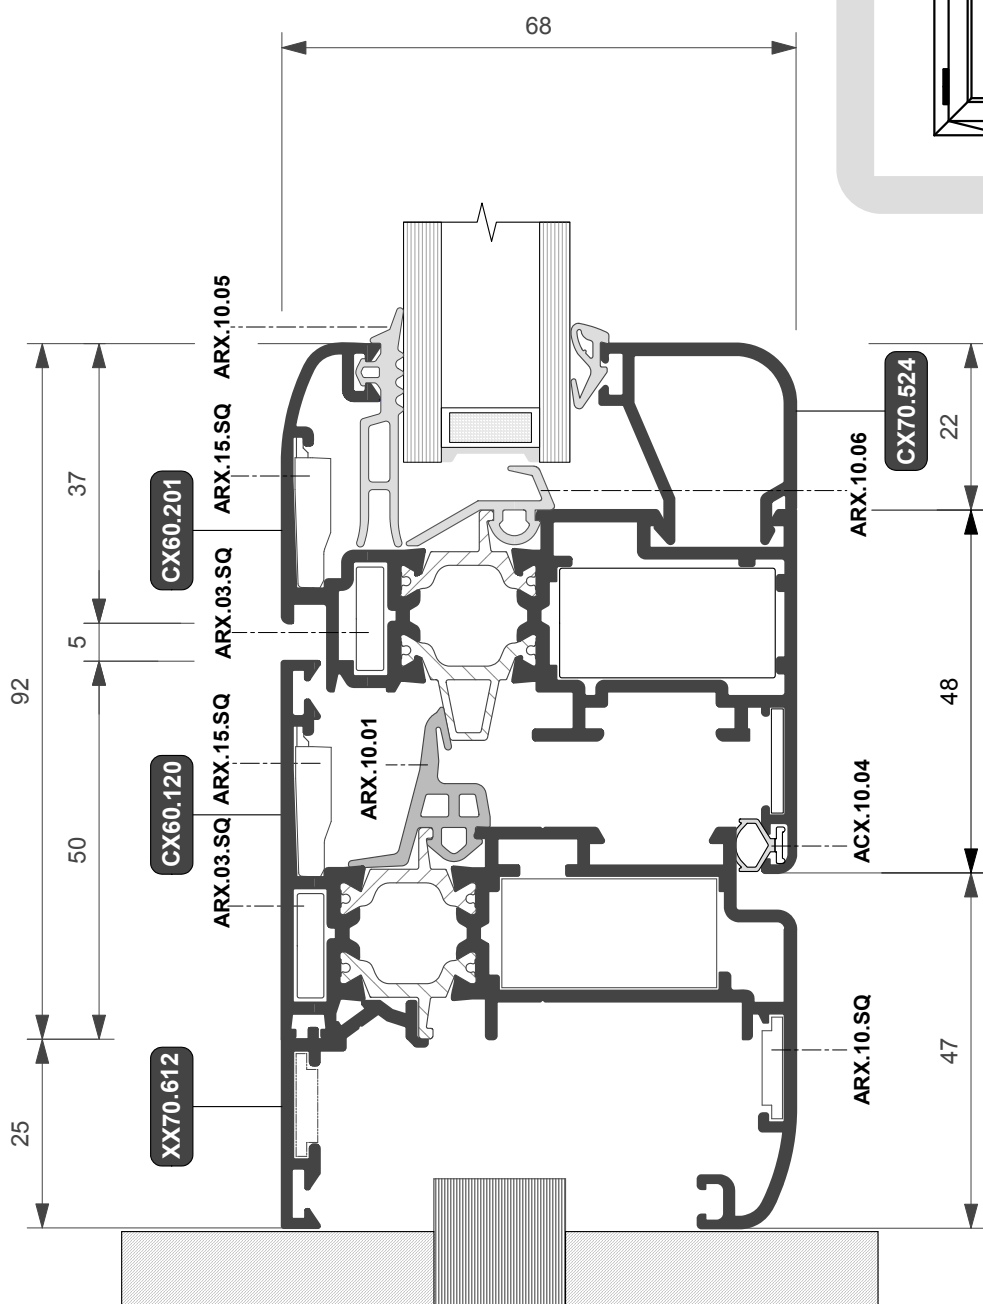 68
ARX.10.05
ARX.15.SQ
CX60.201
ARX.03.SQ
CX70.524
ARX.10.06
22
37
5
92
50
25
48
47
ARX.15.SQ
CX60.120
ARX.03.SQ
ARX.10.01
ACX.10.04
XX70.612
ARX.10.SQ